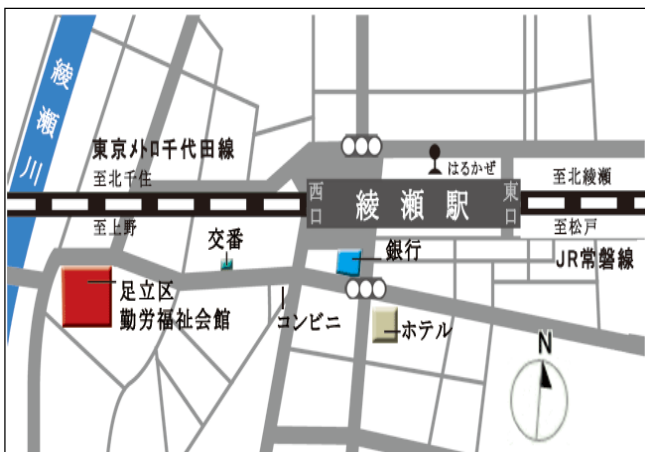 綾瀬川
東京メトロ千代田線
至北千住
至上野
はるかぜ
西口
綾瀬駅
東口
至北綾瀬
至松戸
JR常磐線
交番
銀行
足立区
勤労福祉会館
コンビニ
ホテル
N